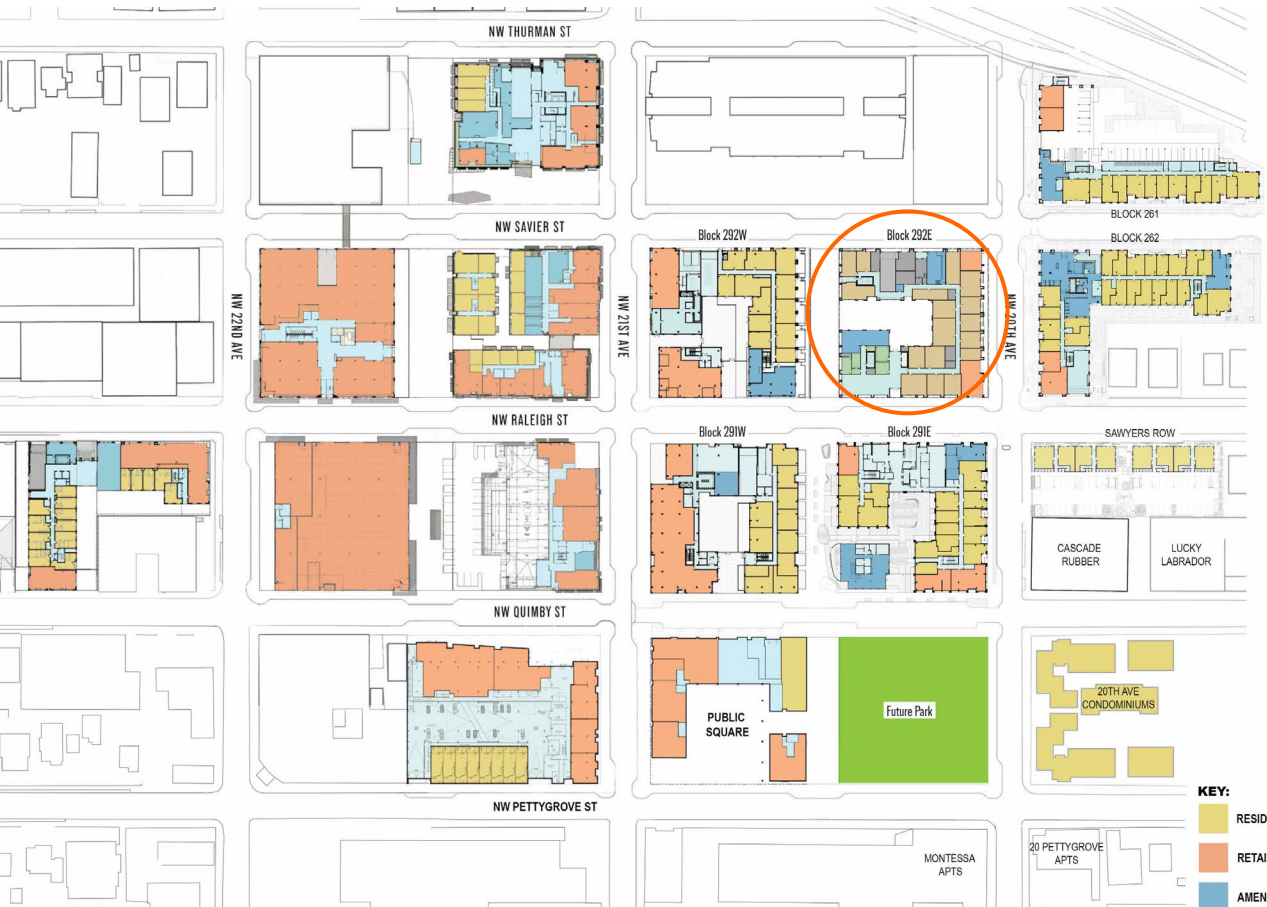 NW THURMAN ST
BLOCK 261
NW SAVIER ST
Block 292W
Block 292E
BLOCK 262
NW 22ND AVE
NW 21ST AVE
NW 20TH AVE
NW RALEIGH ST
Block 291W
Block 291E
SAWYERS ROW
CASCADE
RUBBER
LUCKY
LABRADOR
NW QUIMBY ST
PUBLIC
SQUARE
Future Park
20TH AVE
CONDOMINIUMS
NW PETTYGROVE ST
KEY:
RESID
RETAI
AMEN
MONTESSA
APTS
20 PETTYGROVE
APTS